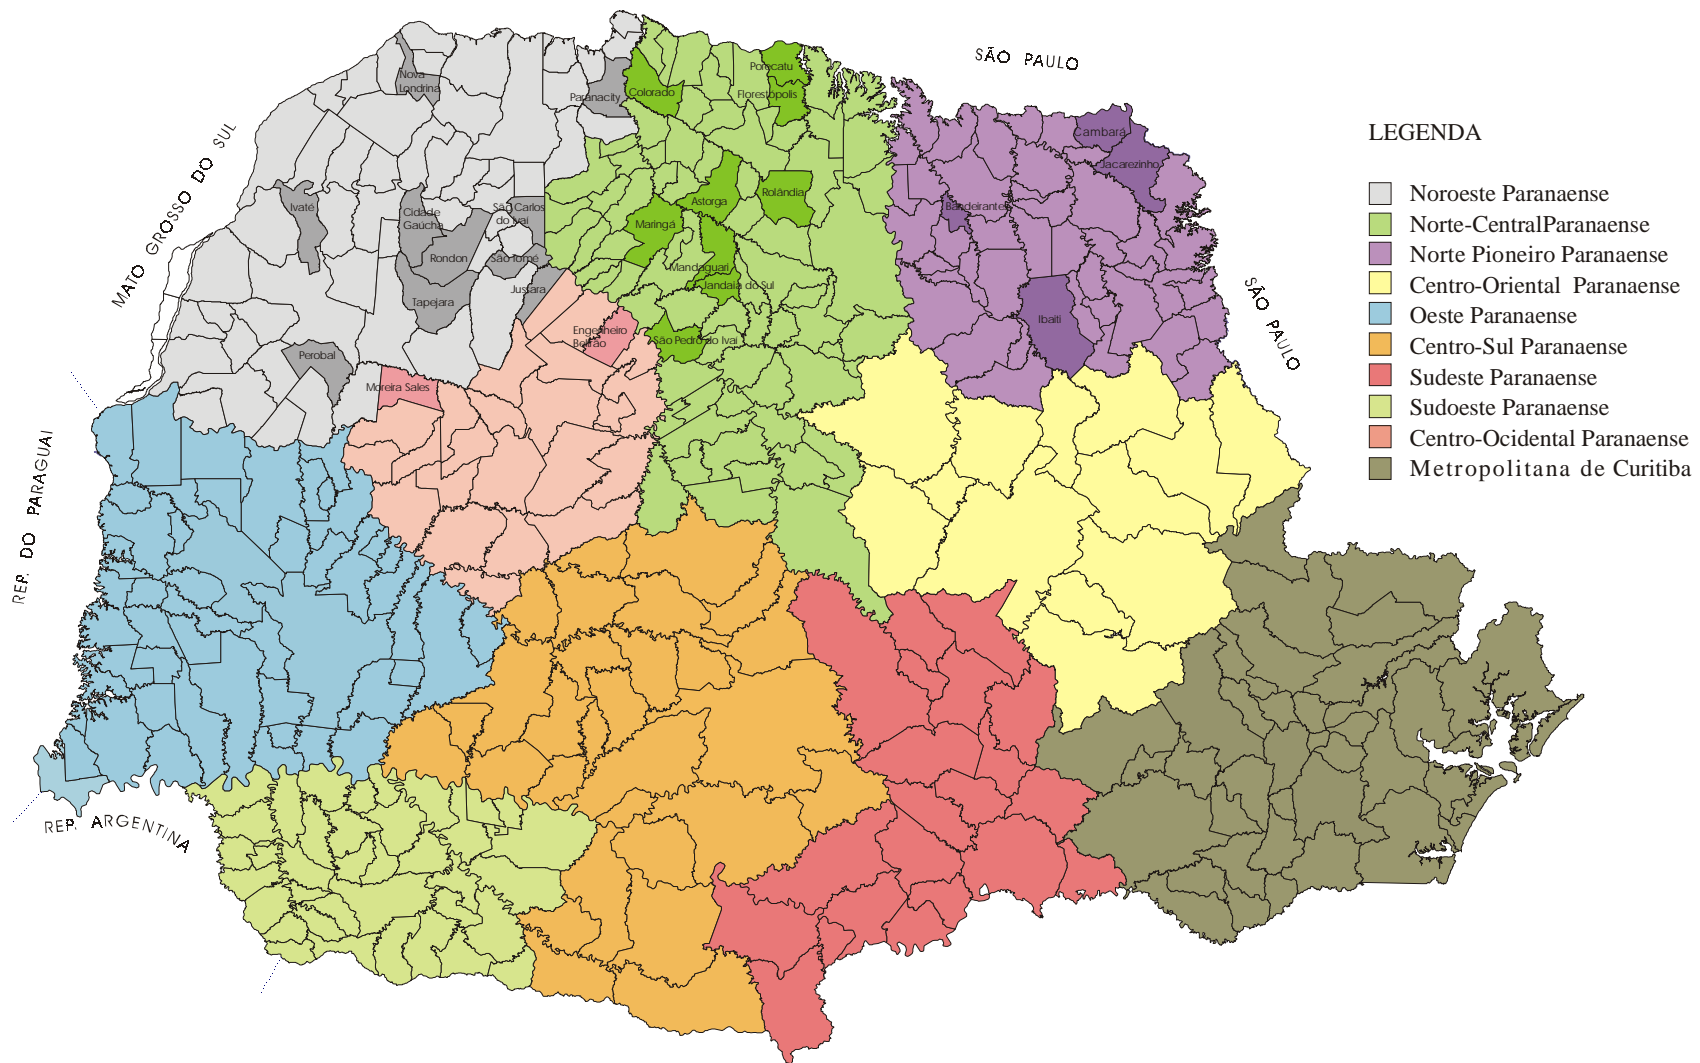 SÃO PAULO
Porecatu
Nova
Londrina
Colorado
Florestópolis
Paranacity
LEGENDA
Cambará
MATO GROSSO DO SUL
Jacarezinho
Noroeste Paranaense
Rolândia
Astorga
Ivaté
São Carlos
do Ivai
Bandeirantes
Cidade
Gaúcha
Norte-CentralParanaense
Maringá
Norte Pioneiro Paranaense
Rondon
São Tomé
Mandaguari
Centro-Oriental Paranaense
Jandaia do Sul
Jussara
Tapejara
SÃO PAULO
Oeste Paranaense
Ibaiti
Engenheiro
Beltrão
São Pedro do Ivai
Centro-Sul Paranaense
Perobal
Sudeste Paranaense
Moreira Sales
Sudoeste Paranaense
Centro-Ocidental Paranaense
Metropolitana de Curitiba
REP. DO PARAGUAI
REP. ARGENTINA